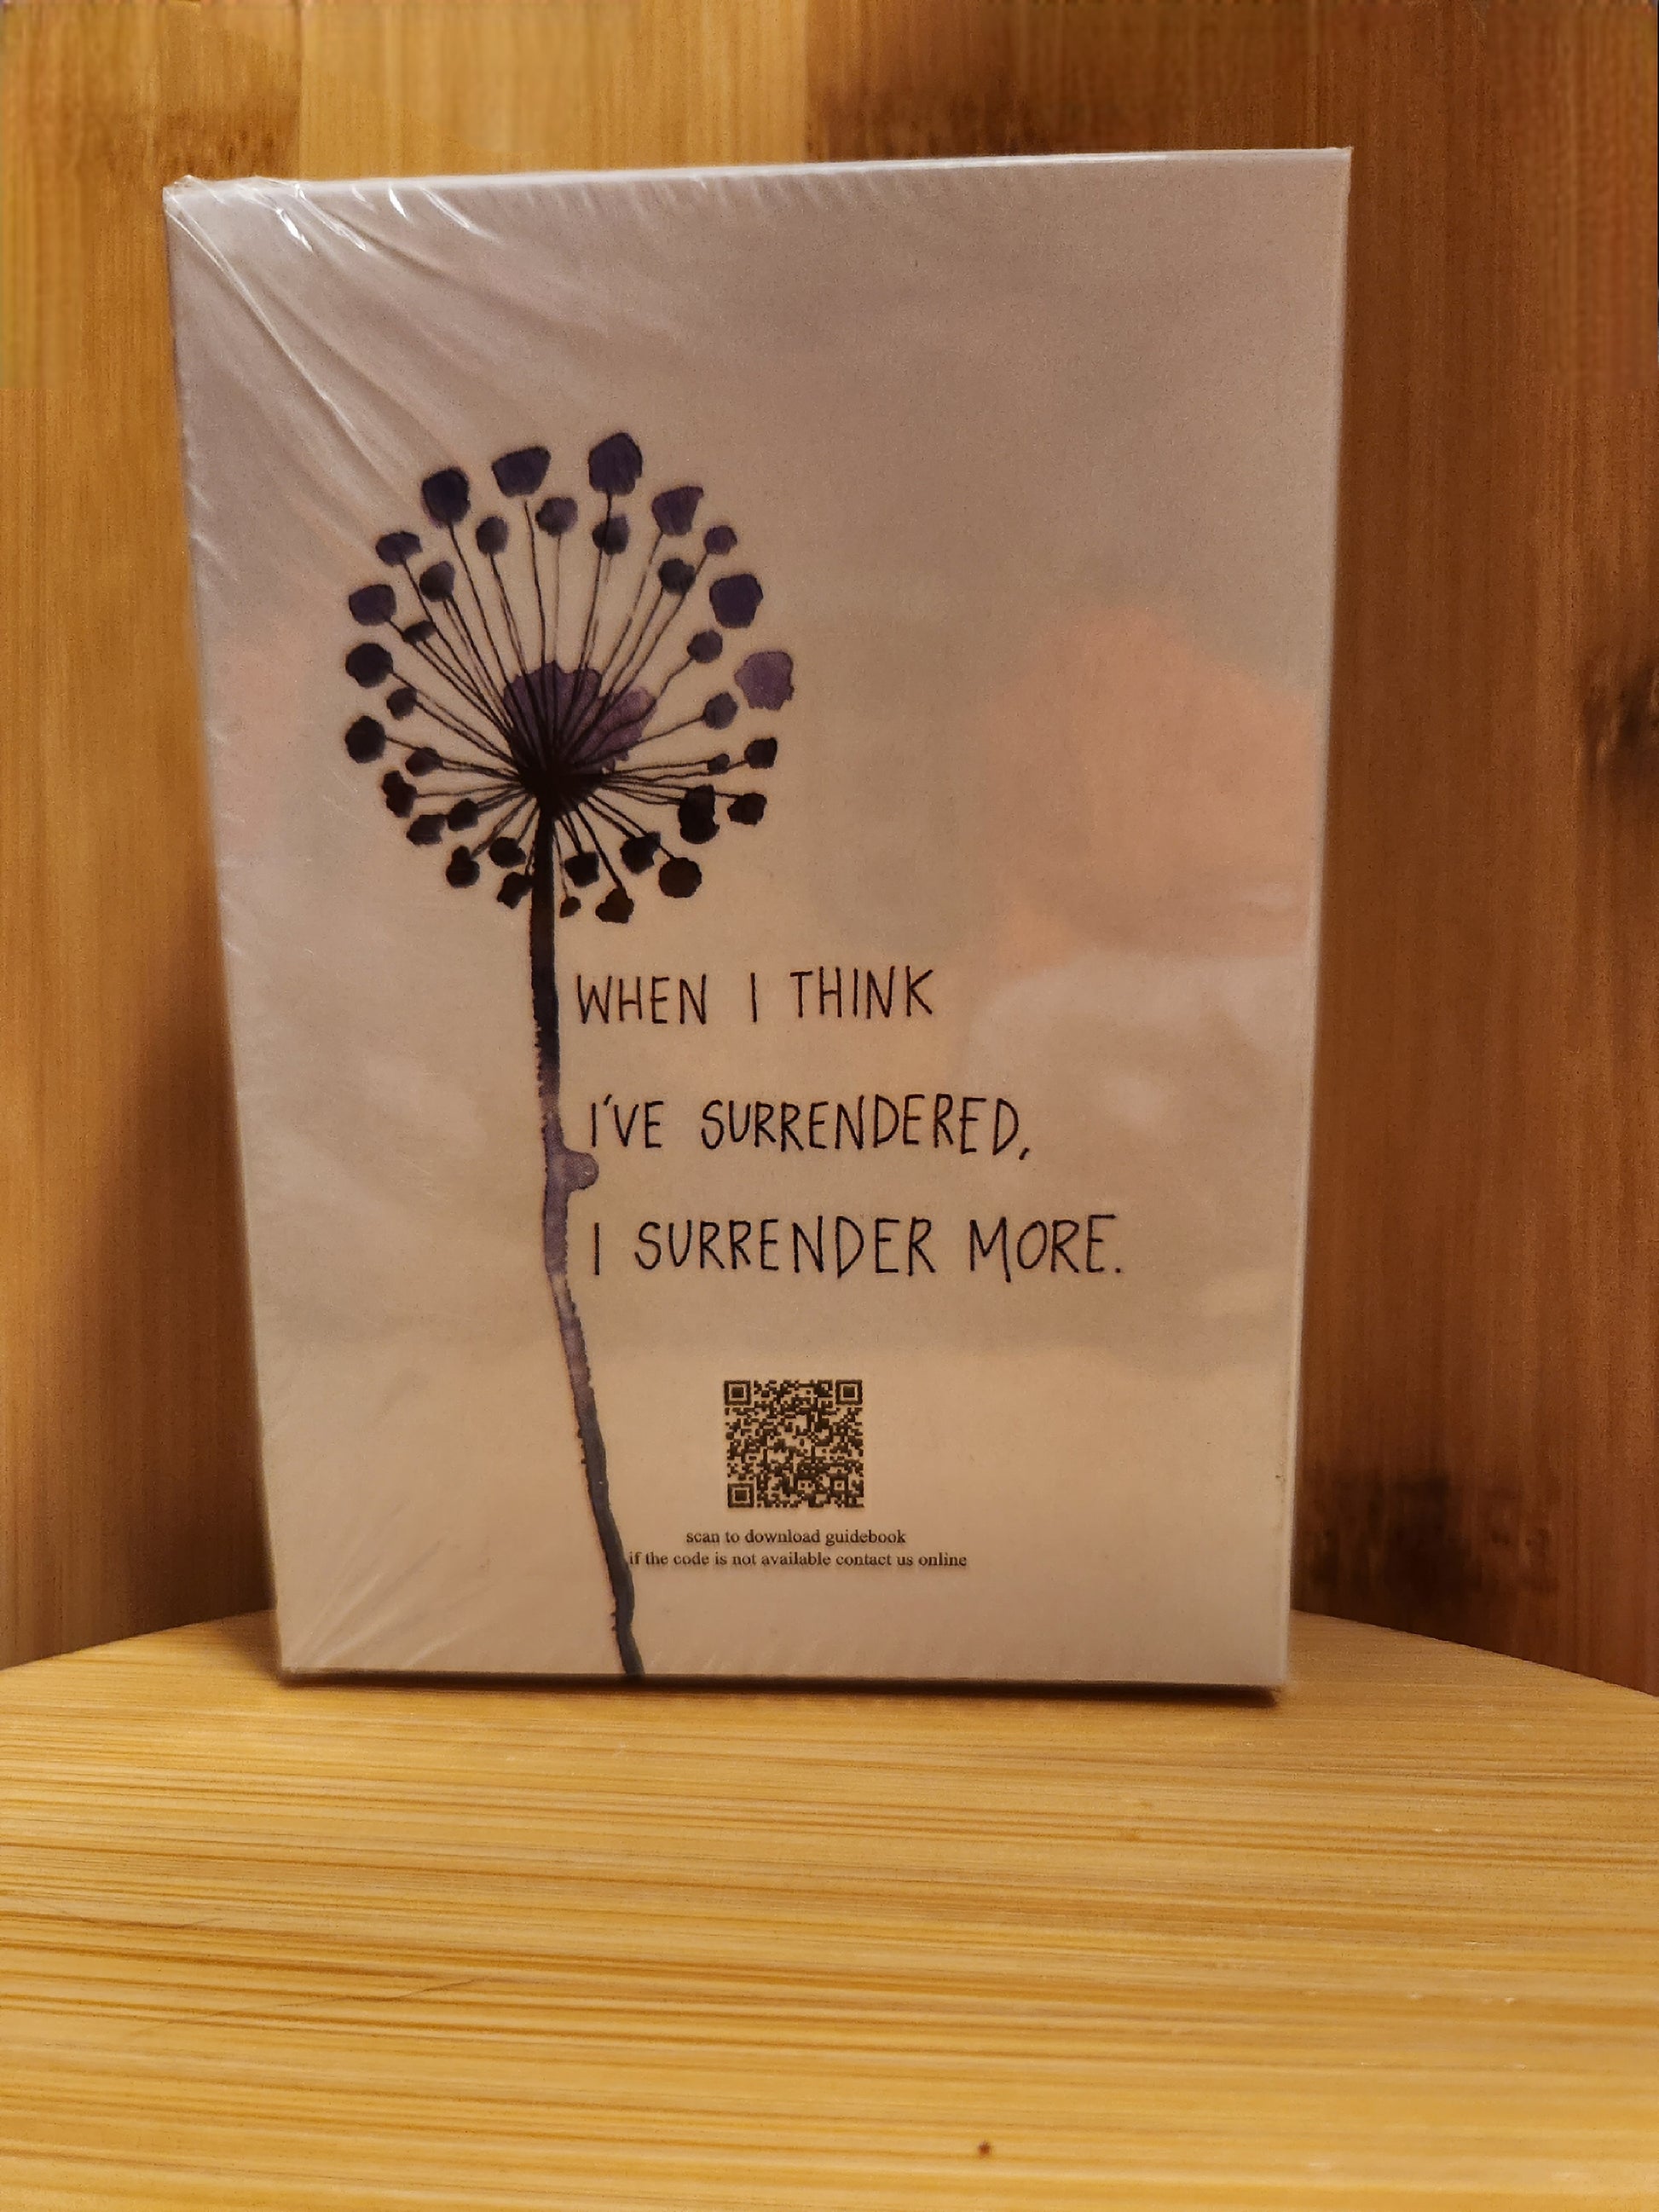 WHEN I THINK
I'VE SURRENDERED,
I SURRENDER MORE.
scan to download guidebook
if the code is not available contact us online